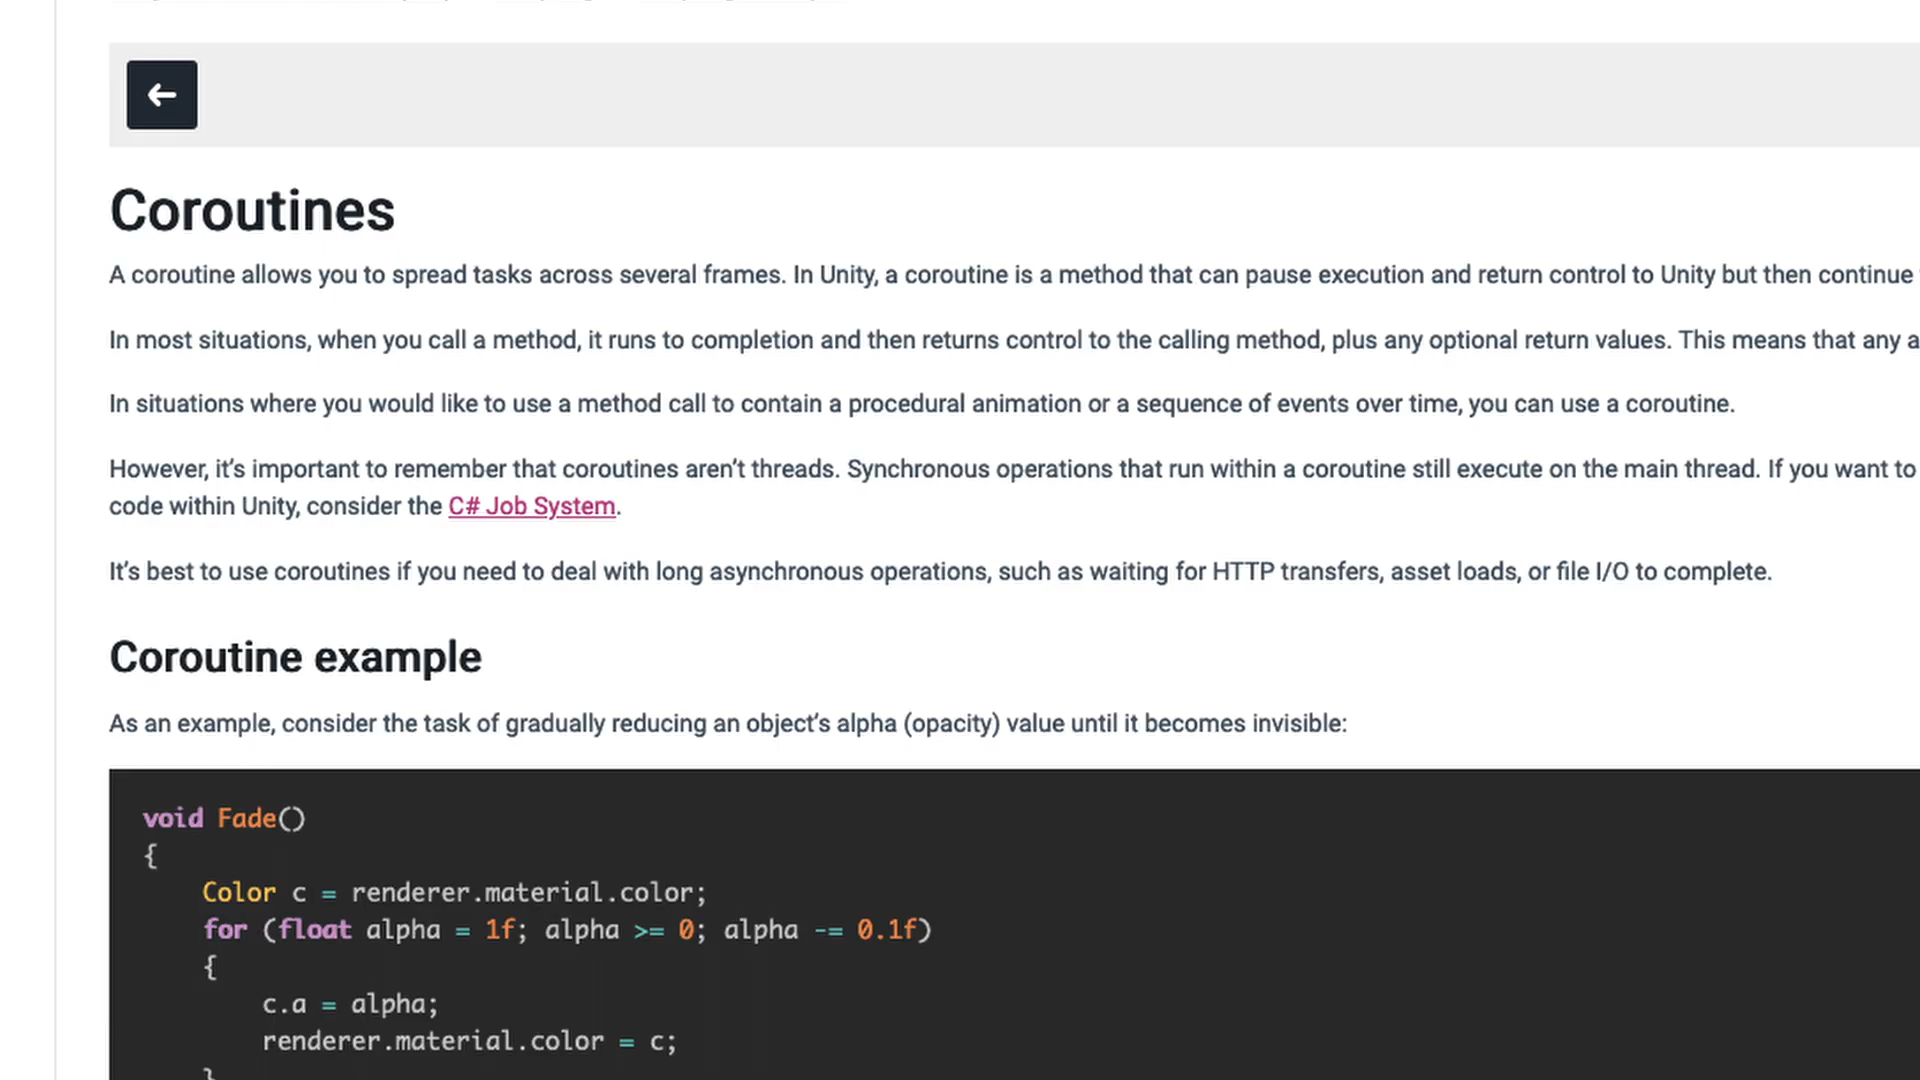 Coroutines
A coroutine allows you to spread tasks across several frames. In Unity, a coroutine is a method that can pause execution and return control to Unity but then continue
In most situations, when you call a method, it runs to completion and then returns control to the calling method, plus any optional return values. This means that any a
In situations where you would like to use a method call to contain a procedural animation or a sequence of events over time, you can use a coroutine.
However, it’s important to remember that coroutines aren’t threads. Synchronous operations that run within a coroutine still execute on the main thread. If you want to
code within Unity, consider the C# Job System.
It’s best to use coroutines if you need to deal with long asynchronous operations, such as waiting for HTTP transfers, asset loads, or file I/O to complete.
Coroutine example
As an example, consider the task of gradually reducing an object’s alpha (opacity) value until it becomes invisible:
void Fade()
{
    Color c = renderer.material.color;
    for (float alpha = 1f; alpha >= 0; alpha -= 0.1f)
    {
        c.a = alpha;
        renderer.material.color = c;
    }